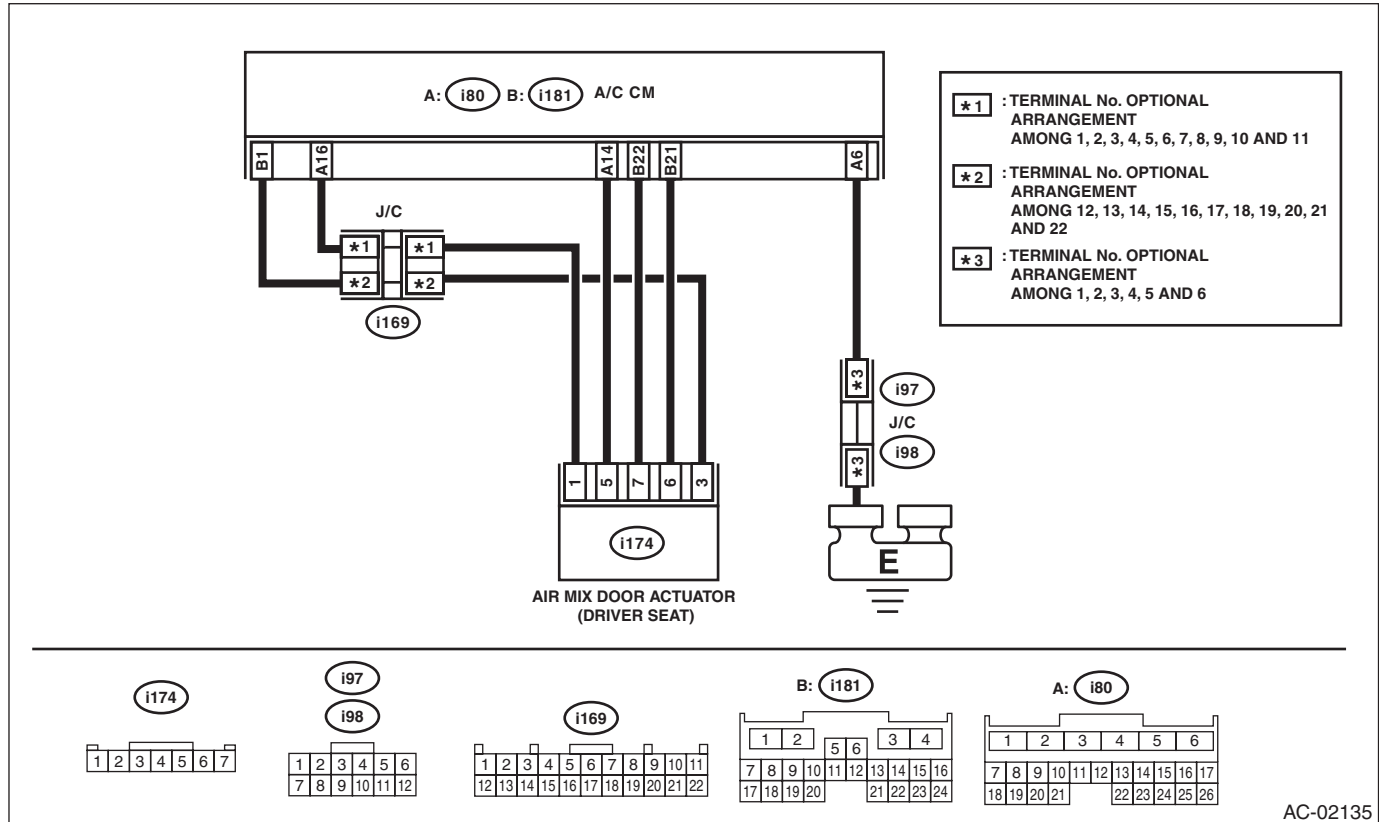 A: i80 B: i181 A/C CM
B1 A16 A14 B22 B21 A6
J/C
*1 *1
*2 *2
i169
*3
i97
J/C
i98
*3
E
1 5 7 6 3
i174
AIR MIX DOOR ACTUATOR
(DRIVER SEAT)
*1 : TERMINAL No. OPTIONAL
ARRANGEMENT
AMONG 1, 2, 3, 4, 5, 6, 7, 8, 9, 10 AND 11
*2 : TERMINAL No. OPTIONAL
ARRANGEMENT
AMONG 12, 13, 14, 15, 16, 17, 18, 19, 20, 21
AND 22
*3 : TERMINAL No. OPTIONAL
ARRANGEMENT
AMONG 1, 2, 3, 4, 5 AND 6
i174
1 2 3 4 5 6 7
i97
i98
1 2 3 4 5 6
7 8 9 10 11 12
i169
1 2 3 4 5 6 7 8 9 10 11
12 13 14 15 16 17 18 19 20 21 22
B: i181
1 2 5 6 3 4
7 8 9 10 11 12 13 14 15 16
17 18 19 20 21 22 23 24
A: i80
1 2 3 4 5 6
7 8 9 10 11 12 13 14 15 16 17
18 19 20 21 22 23 24 25 26
AC-02135